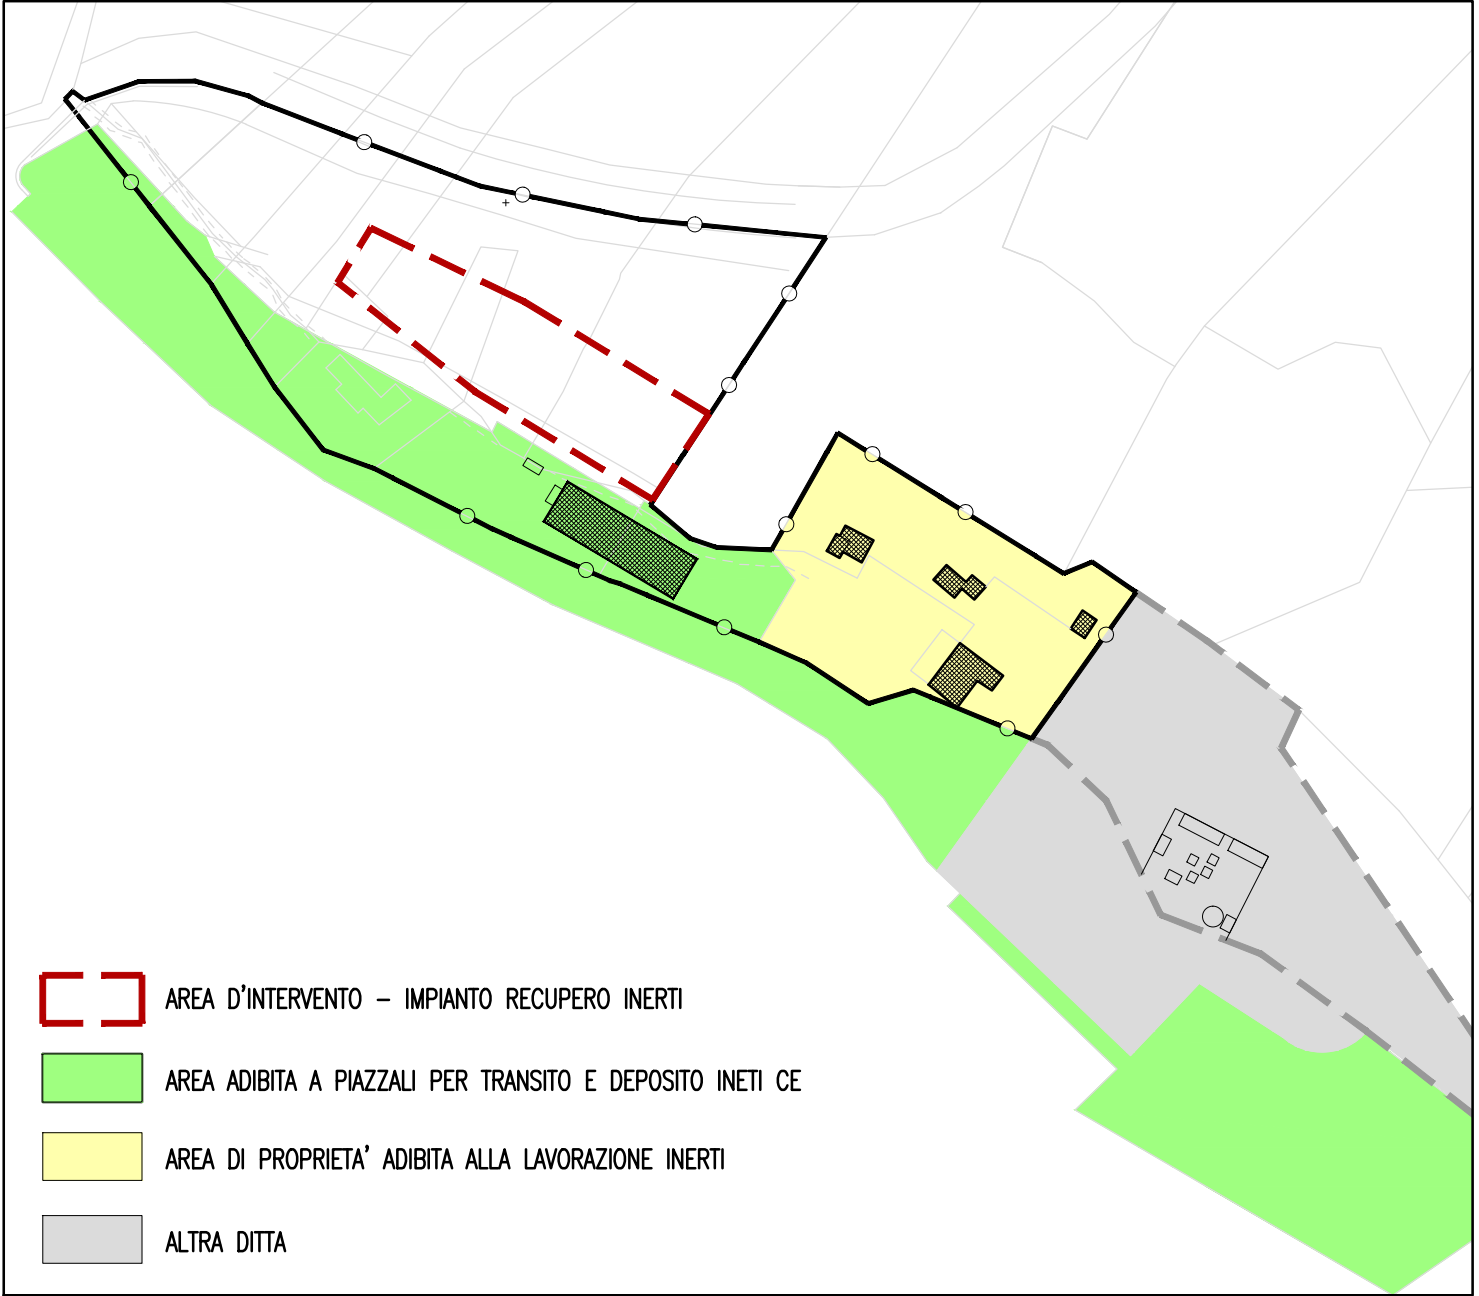 AREA D'INTERVENTO – IMPIANTO RECUPERO INERTI
AREA ADIBITA A PIAZZALI PER TRANSITO E DEPOSITO INETI CE
AREA DI PROPRIETA' ADIBITA ALLA LAVORAZIONE INERTI
ALTRA DITTA